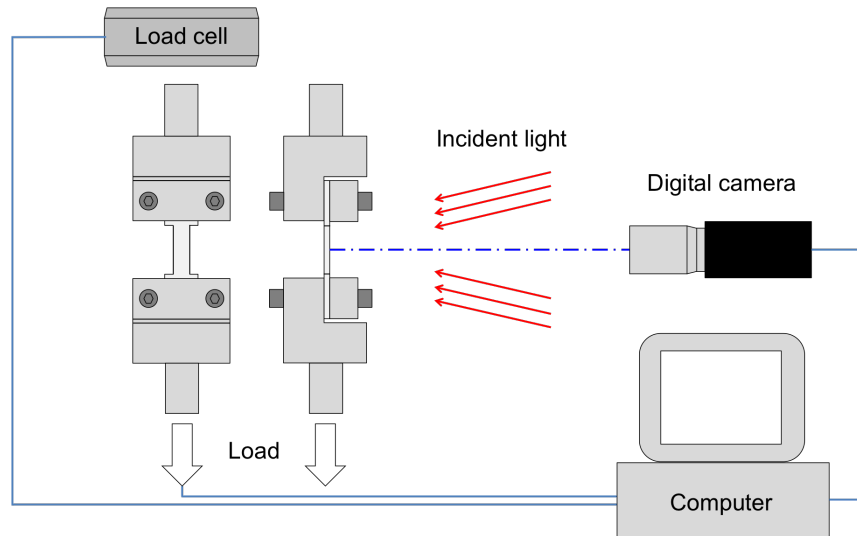 Load cell
Incident light
Digital camera
Load
Computer